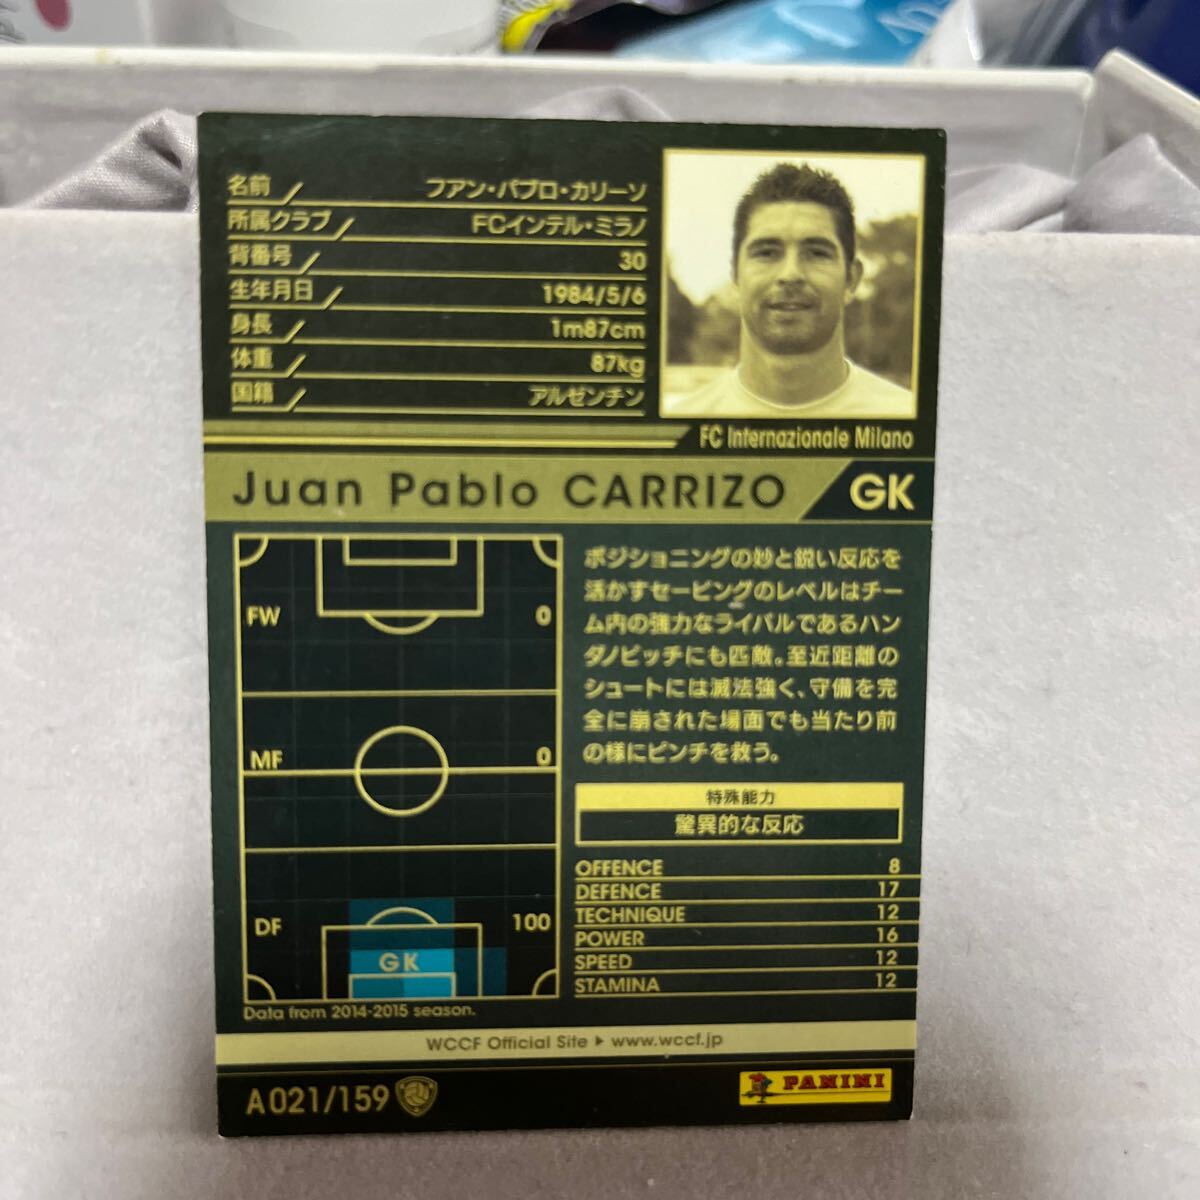 名前 フアン・パブロ・カリーソ
所属クラブ FCインテル・ミラノ
背番号 30
生年月日 1984/5/6
身長 1m87cm
体重 87kg
国籍 アルゼンチン
FC Internazionale Milano
Juan Pablo CARRIZO GK
FW 0
MF 0
DF 100
GK
Data from 2014-2015 season.
ポジショニングの妙と鋭い反応を
活かすセービングのレベルはチー
ム内の強力なライバルであるハン
ダノビッチにも匹敵。至近距離の
シュートには滅法強く、守備を完
全に崩された場面でも当たり前
の様にピンチを救う。
特殊能力
驚異的な反応
OFFENCE 8
DEFENCE 17
TECHNIQUE 12
POWER 16
SPEED 12
STAMINA 12
WCCF Official Site ▶ www.wccf.jp
A021/159
PANINI